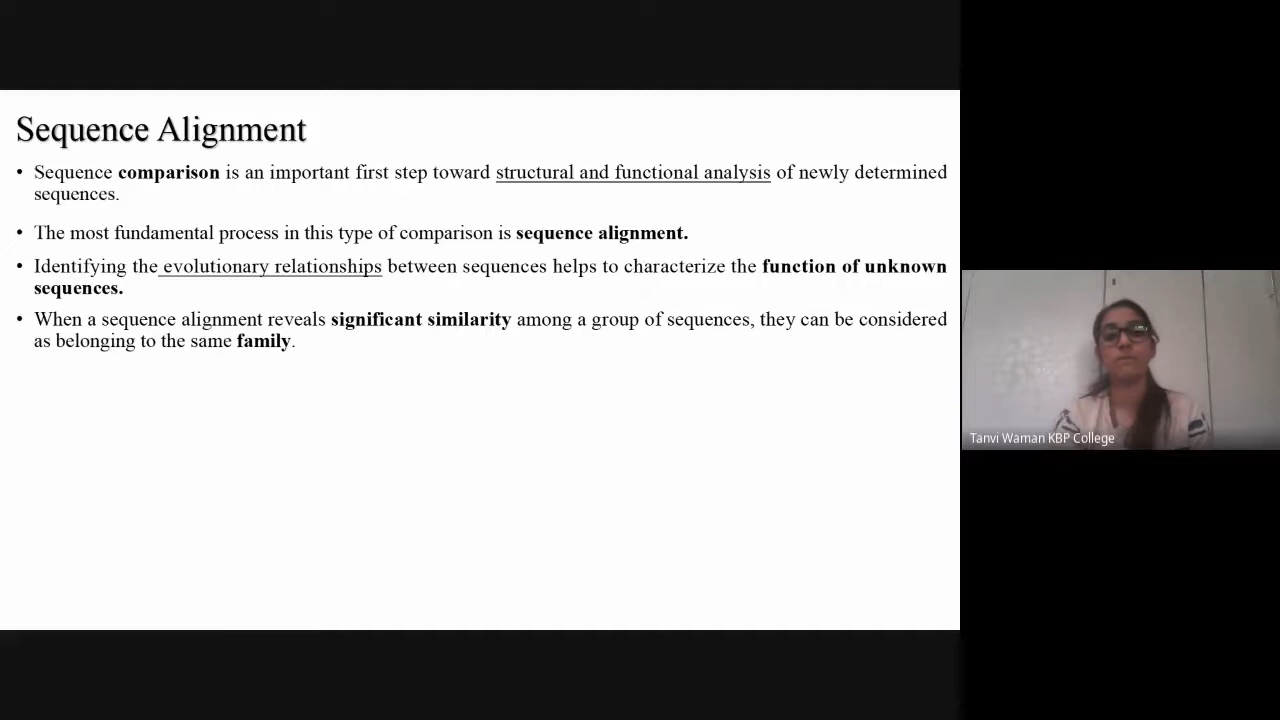 Sequence Alignment
• Sequence comparison is an important first step toward structural and functional analysis of newly determined
sequences.
• The most fundamental process in this type of comparison is sequence alignment.
• Identifying the evolutionary relationships between sequences helps to characterize the function of unknown
sequences.
• When a sequence alignment reveals significant similarity among a group of sequences, they can be considered
as belonging to the same family.
Tanvi Waman KBP College